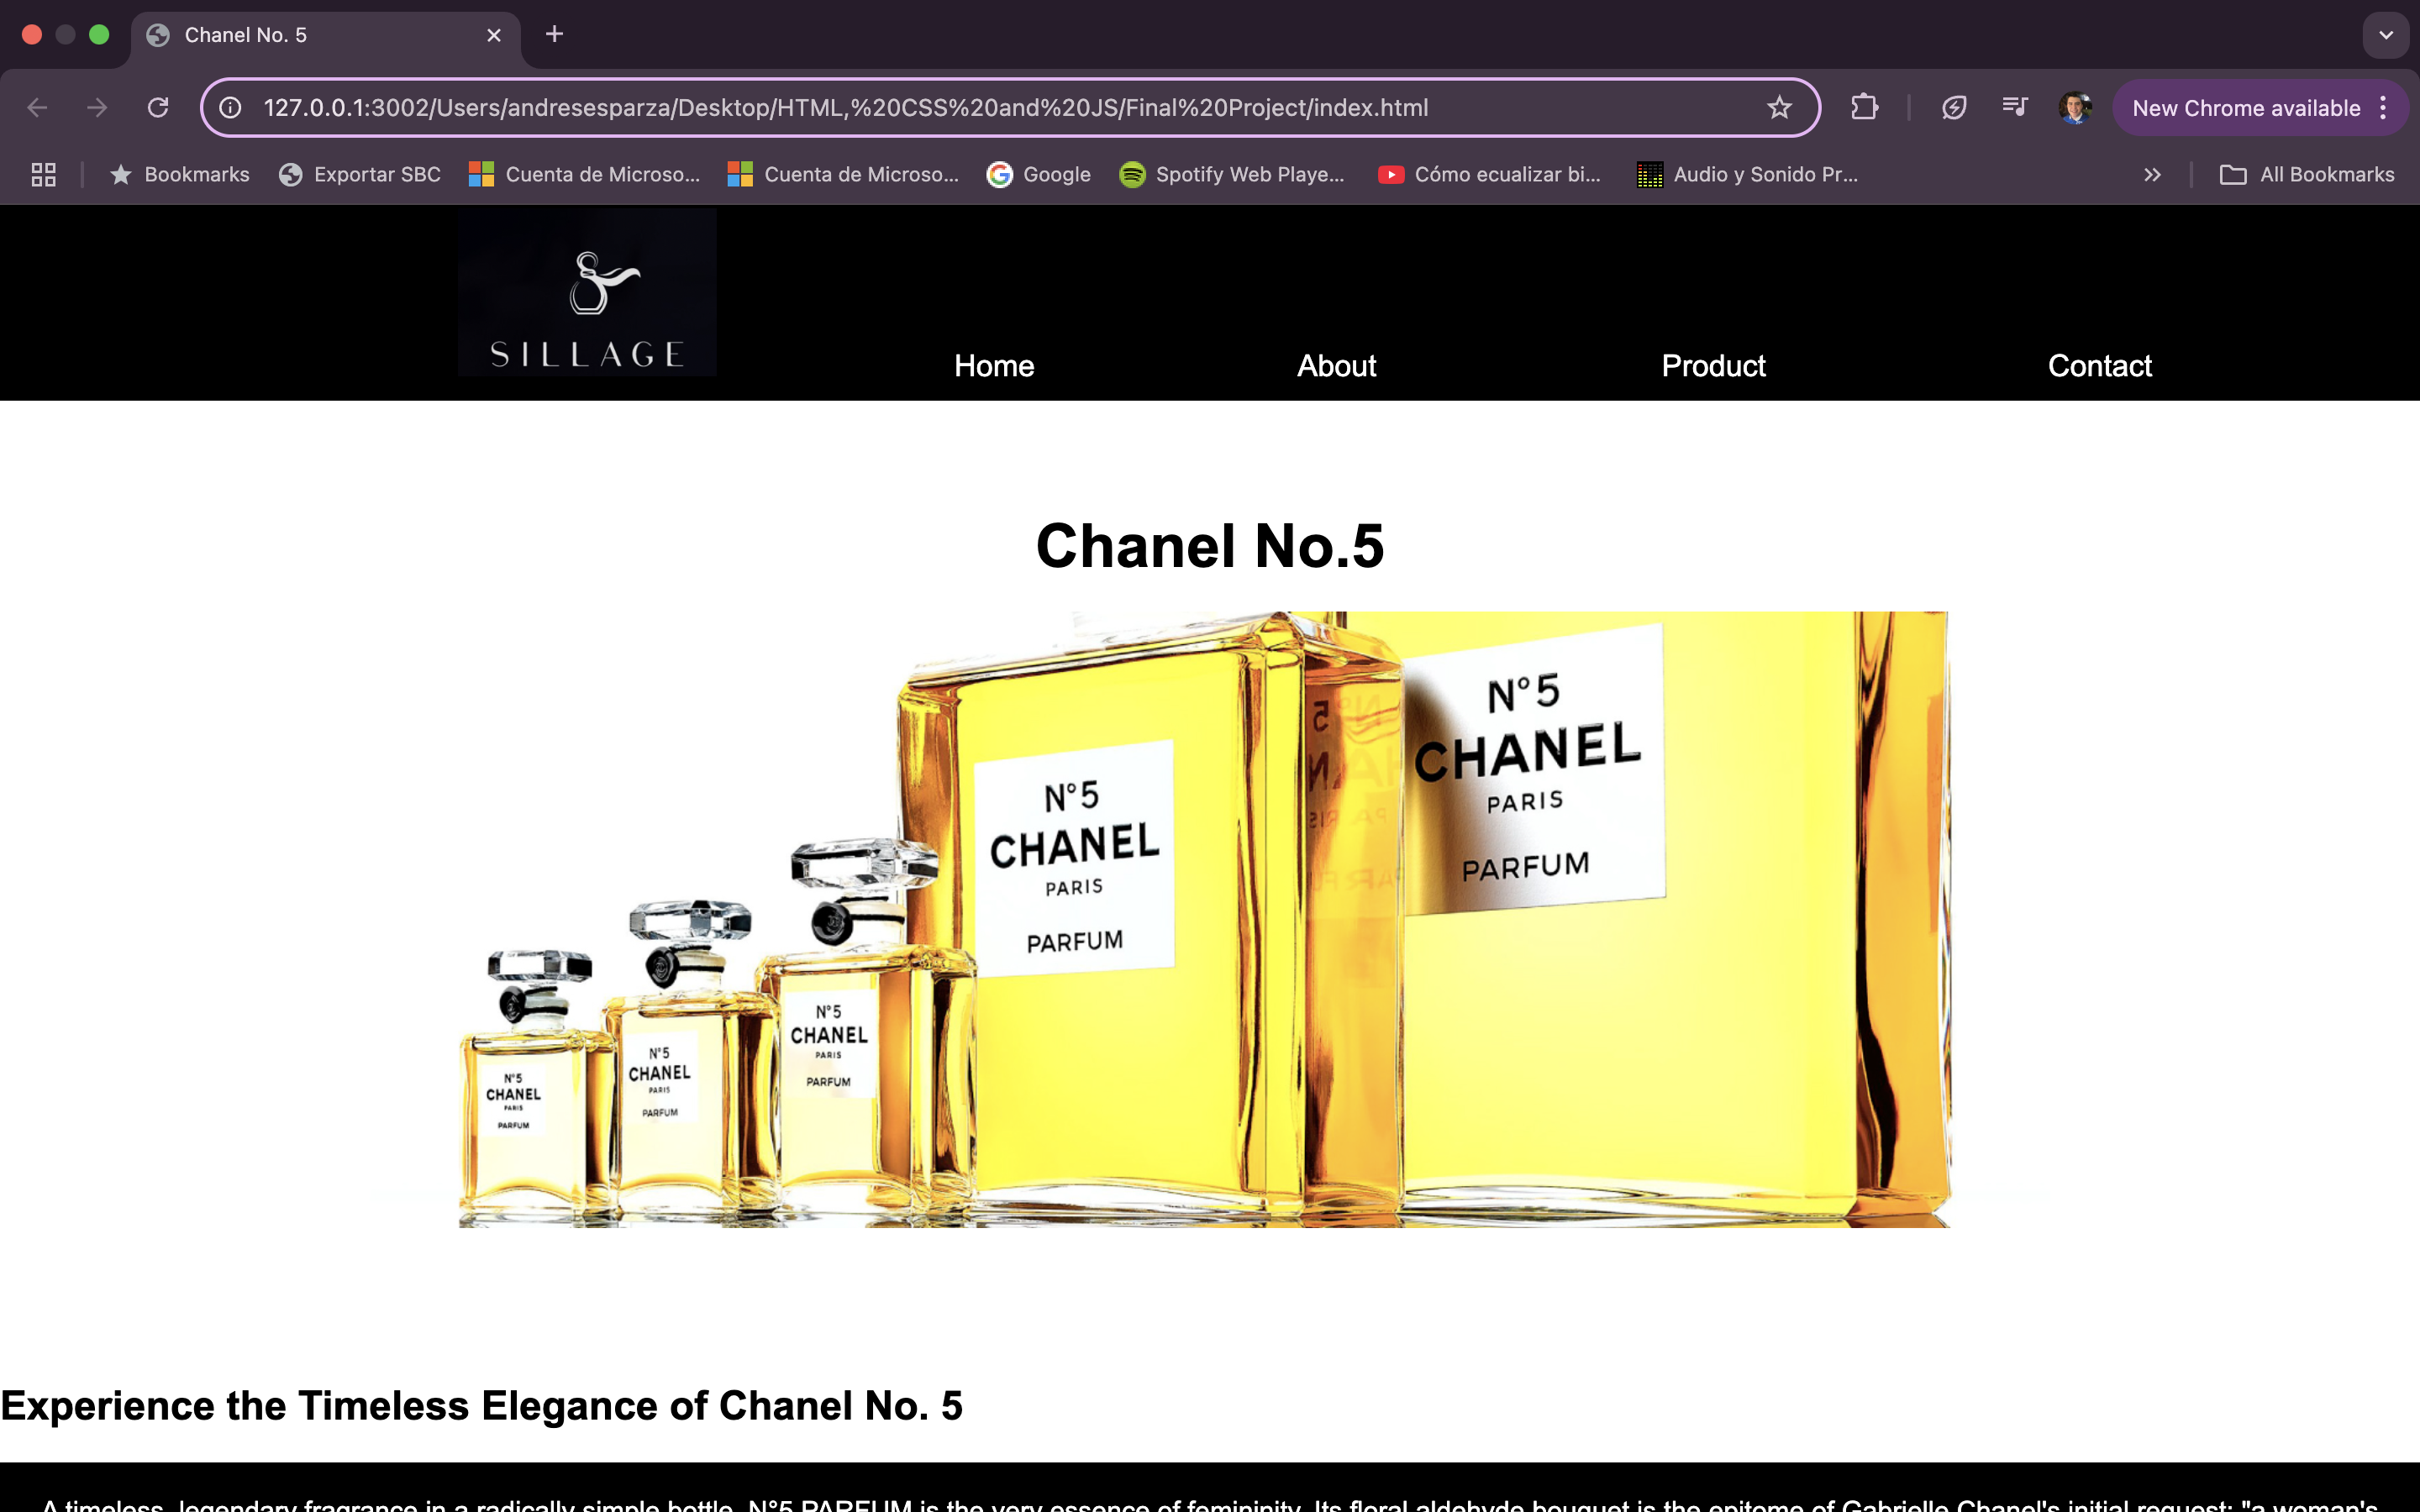 Chanel No. 5
127.0.0.1:3002/Users/andresesparza/Desktop/HTML,%20CSS%20and%20JS/Final%20Project/index.html
New Chrome available
Bookmarks
Exportar SBC
Cuenta de Microso...
Cuenta de Microso...
Google
Spotify Web Playe...
Cómo ecualizar bi...
Audio y Sonido Pr...
All Bookmarks
SILLAGE
Home
About
Product
Contact
Chanel No.5
N°5
CHANEL
PARIS
PARFUM
N°5
CHANEL
PARIS
PARFUM
N°5
CHANEL
PARIS
PARFUM
N°5
CHANEL
PARIS
PARFUM
N°5
CHANEL
PARIS
PARFUM
Experience the Timeless Elegance of Chanel No. 5
A timeless, legendary fragrance in a radically simple bottle. N°5 PARFUM is the very essence of femininity. Its floral aldehyde bouquet is the epitome of Gabrielle Chanel's initial request: "a woman's